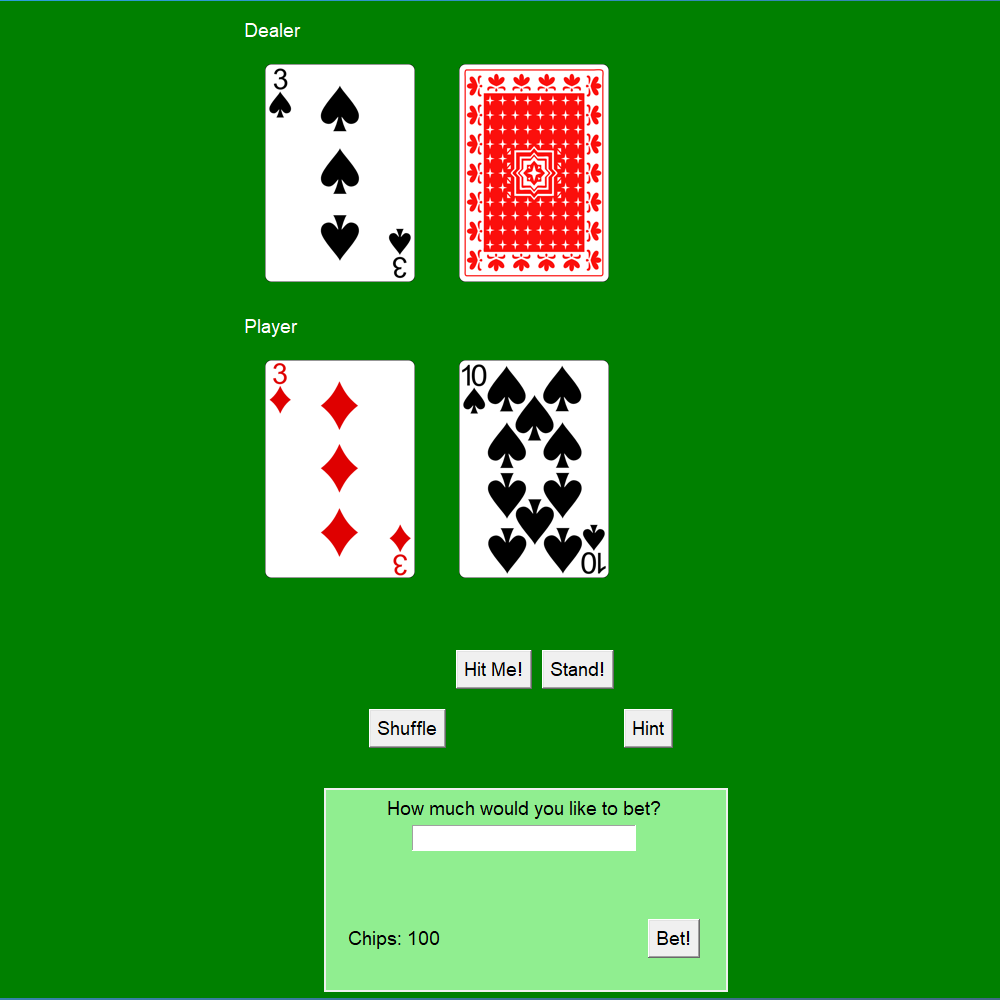 Dealer
3
3
Player
3 10
3 10
Hit Me! Stand!
Shuffle Hint
How much would you like to bet?
Chips: 100 Bet!